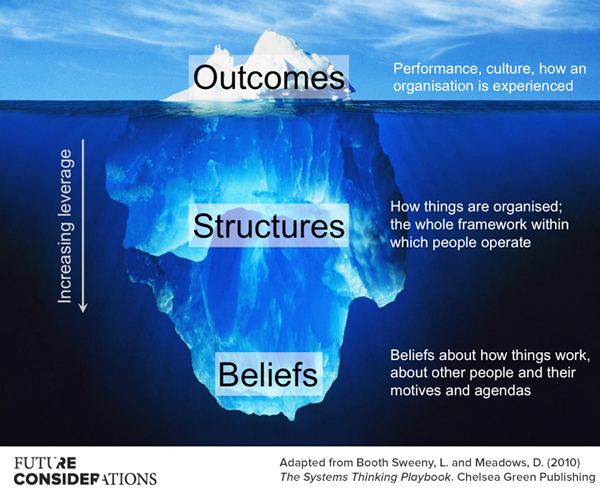 Outcomes
Performance, culture, how an
organisation is experienced
Increasing leverage
Structures
How things are organised;
the whole framework within
which people operate
Beliefs
Beliefs about how things work,
about other people and their
motives and agendas
FUTURE
CONSIDERATIONS
Adapted from Booth Sweeny, L. and Meadows, D. (2010)
The Systems Thinking Playbook. Chelsea Green Publishing